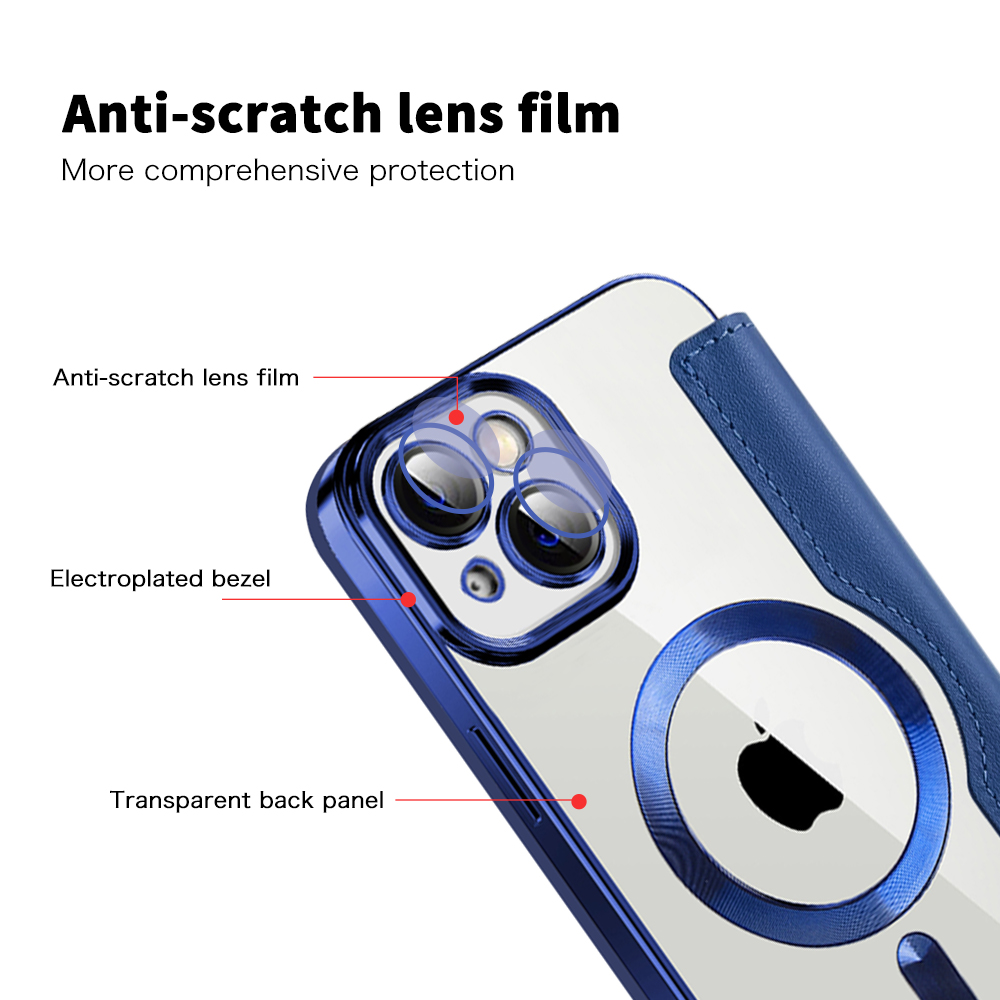 Anti-scratch lens film
More comprehensive protection
Anti-scratch lens film
Electroplated bezel
Transparent back panel